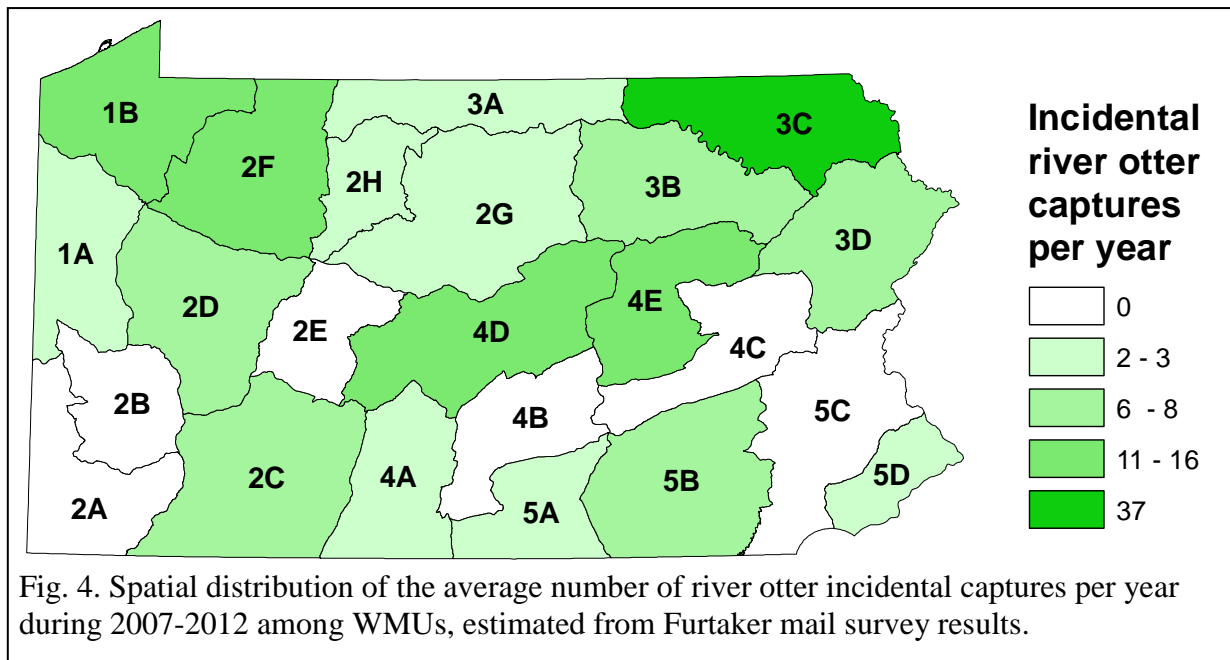 1B
2F
3A
3C
2H
2G
3B
3D
1A
2D
2E
4D
4E
4C
2B
4B
5C
2A
2C
4A
5A
5B
5D
Incidental
river otter
captures
per year
0
2 - 3
6 - 8
11 - 16
37
Fig. 4. Spatial distribution of the average number of river otter incidental captures per year
during 2007-2012 among WMUs, estimated from Furtaker mail survey results.